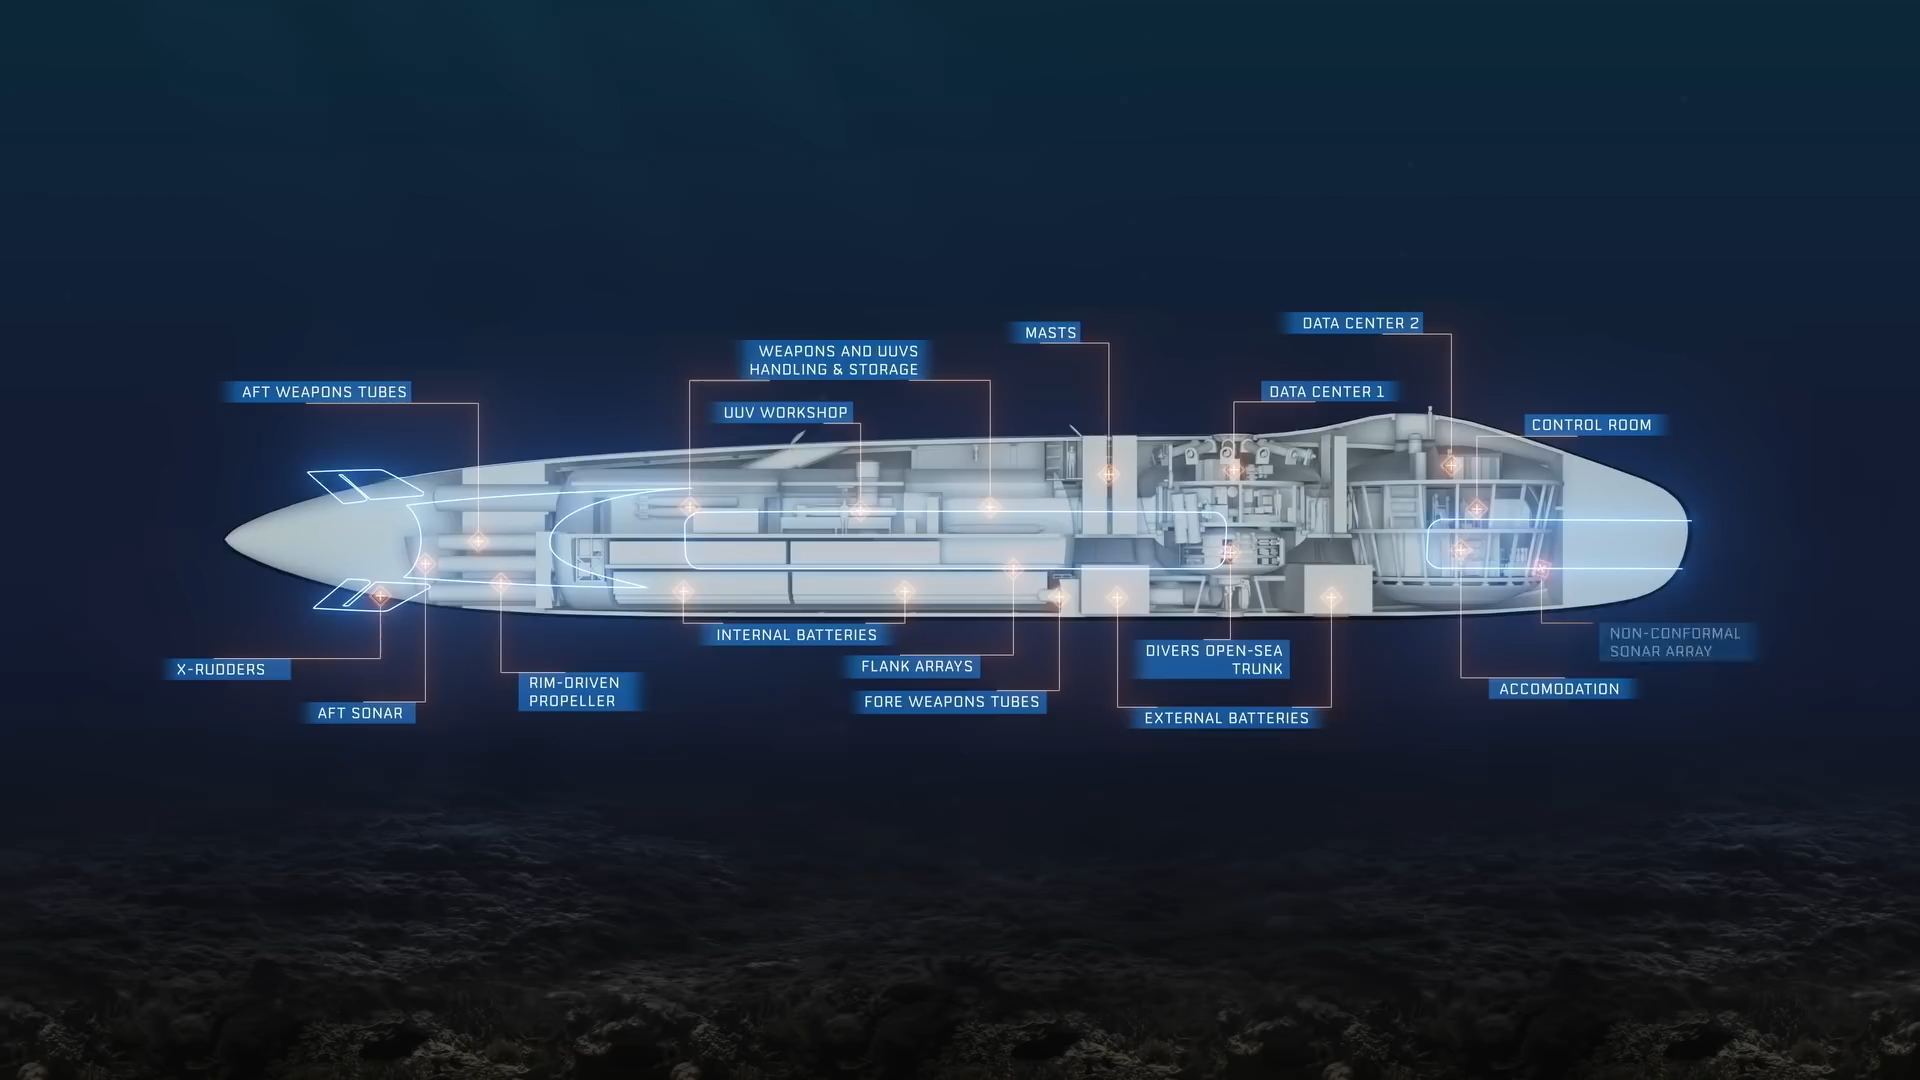 DATA CENTER 2
MASTS
WEAPONS AND UUVS
HANDLING & STORAGE
AFT WEAPONS TUBES
DATA CENTER 1
UUV WORKSHOP
CONTROL ROOM
INTERNAL BATTERIES
NON-CONFORMAL
SONAR ARRAY
DIVERS OPEN-SEA
TRUNK
X-RUDDERS
FLANK ARRAYS
RIM-DRIVEN
PROPELLER
ACCOMODATION
FORE WEAPONS TUBES
AFT SONAR
EXTERNAL BATTERIES